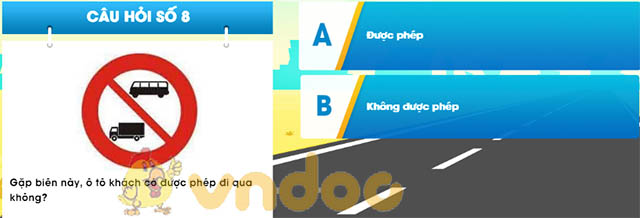 CÂU HỎI SỐ 8
Gặp biển này, ô tô khách có được phép đi qua
không?
A
Được phép
B
Không được phép
vndoc